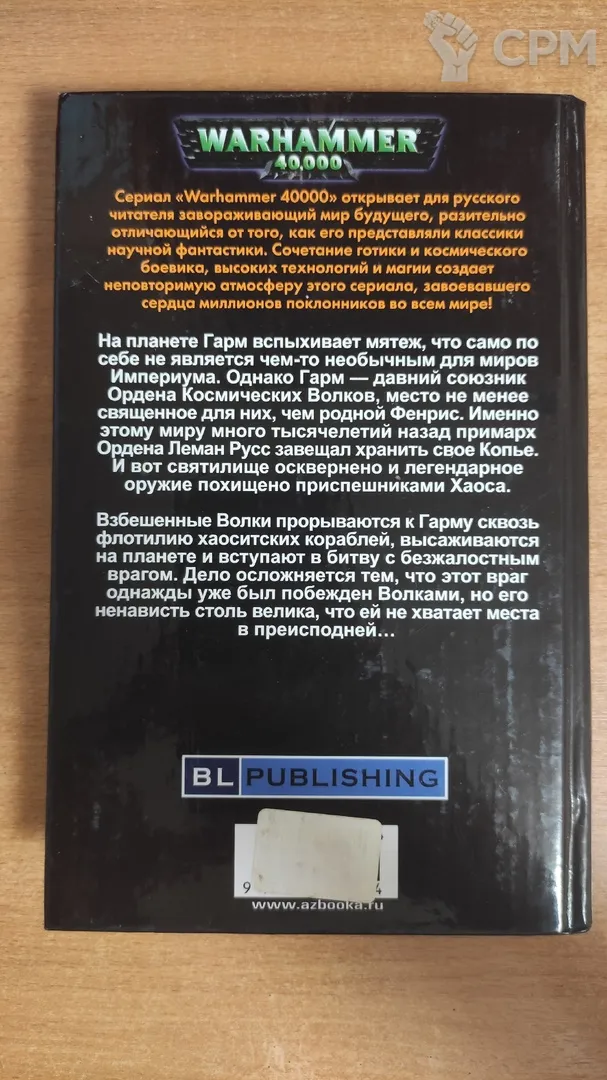 СРМ
WARHAMMER
40,000
Сериал «Warhammer 40000» открывает для русского
читателя завораживающий мир будущего, разительно
отличающийся от того, как его представляли классики
научной фантастики. Сочетание готики и космического
боевика, высоких технологий и магии создает
неповторимую атмосферу этого сериала, завоевавшего
сердца миллионов поклонников во всем мире!
На планете Гарм вспыхивает мятеж, что само по
себе не является чем-то необычным для миров
Империума. Однако Гарм — давний союзник
Ордена Космических Волков, место не менее
священное для них, чем родной Фенрис. Именно
этому миру много тысячелетий назад примарх
Ордена Леман Русс завещал хранить свое Копье.
И вот святилище осквернено и легендарное
оружие похищено приспешниками Хаоса.
Взбешенные Волки прорываются к Гарму сквозь
флотилию хаоситских кораблей, высаживаются
на планете и вступают в битву с безжалостным
врагом. Дело осложняется тем, что этот враг
однажды уже был побежден Волками, но его
ненависть столь велика, что ей не хватает места
в преисподней...
BL PUBLISHING
9 4
www.azbooka.ru